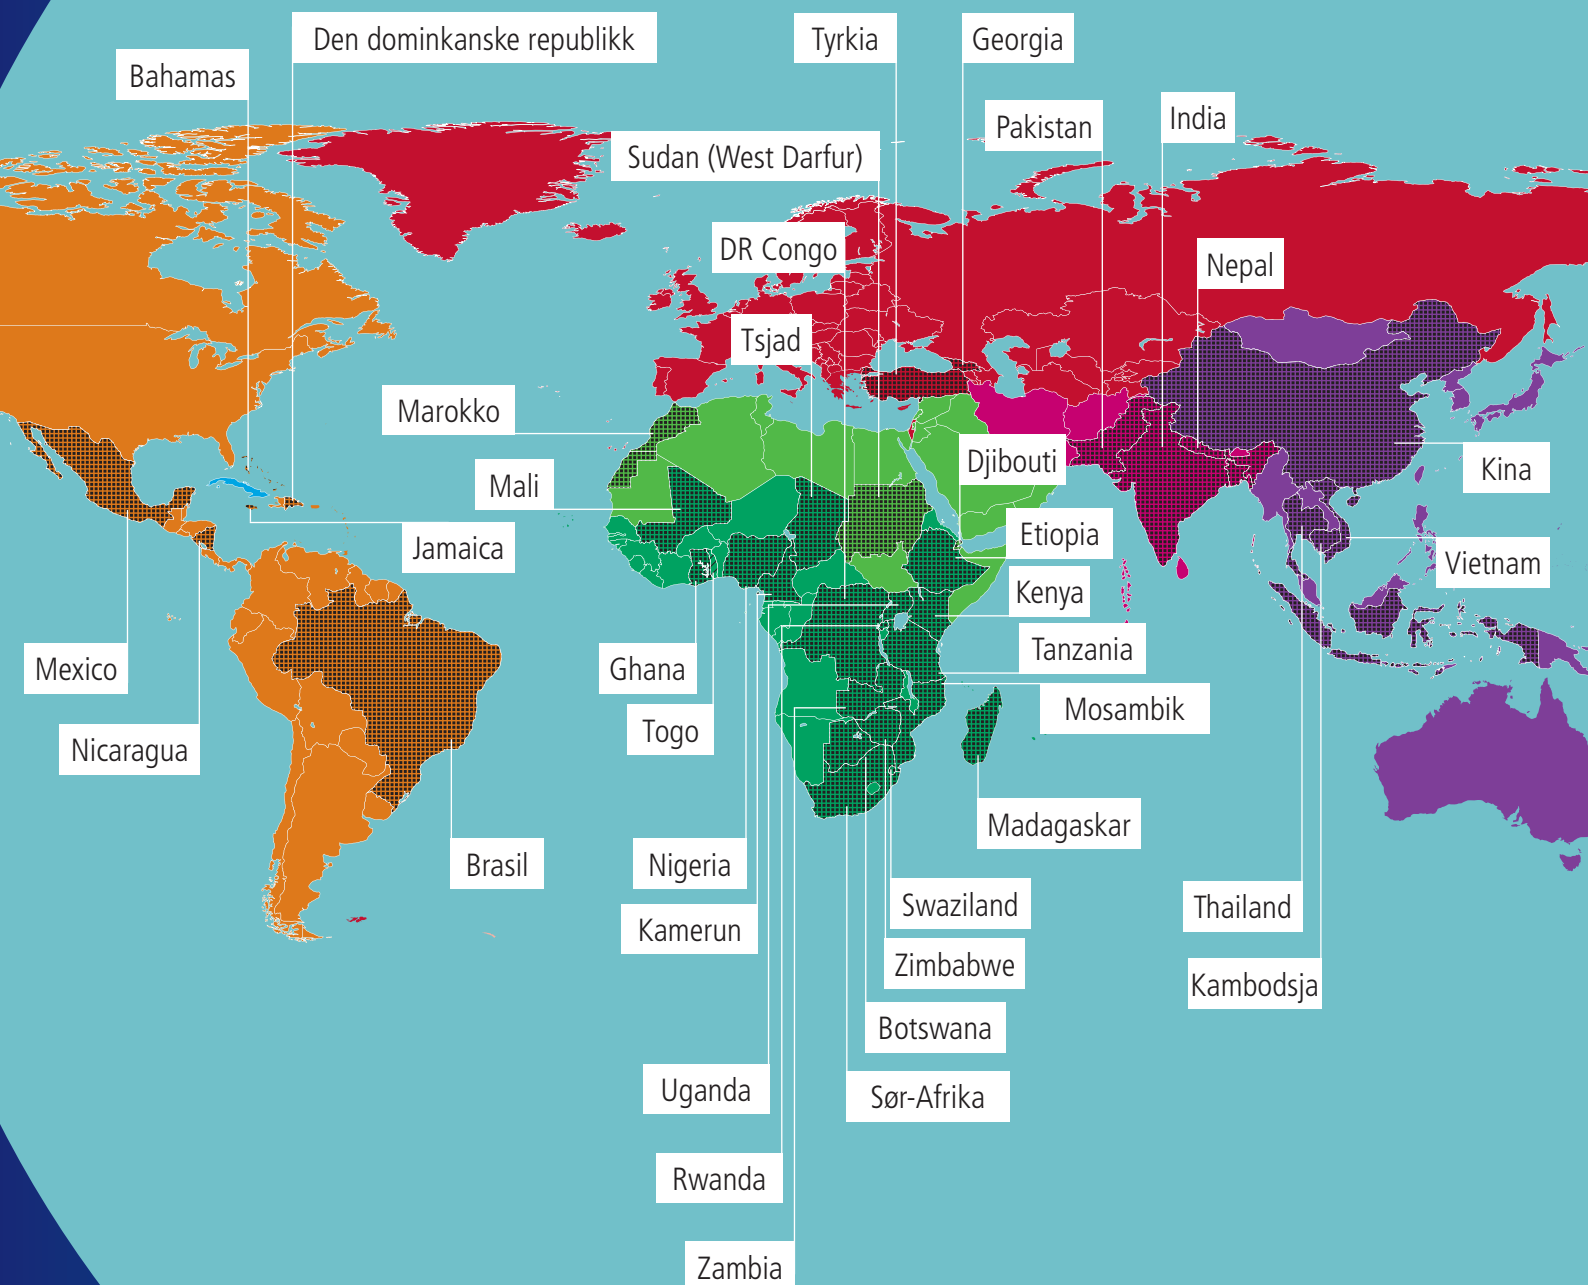 Den dominkanske republikk
Tyrkia
Georgia
Bahamas
Pakistan
India
Sudan (West Darfur)
DR Congo
Nepal
Tsjad
Marokko
Djibouti
Kina
Mali
Etiopia
Jamaica
Vietnam
Kenya
Mexico
Ghana
Tanzania
Mosambik
Togo
Nicaragua
Madagaskar
Brasil
Nigeria
Swaziland
Thailand
Kamerun
Zimbabwe
Kambodsja
Botswana
Uganda
Sør-Afrika
Rwanda
Zambia